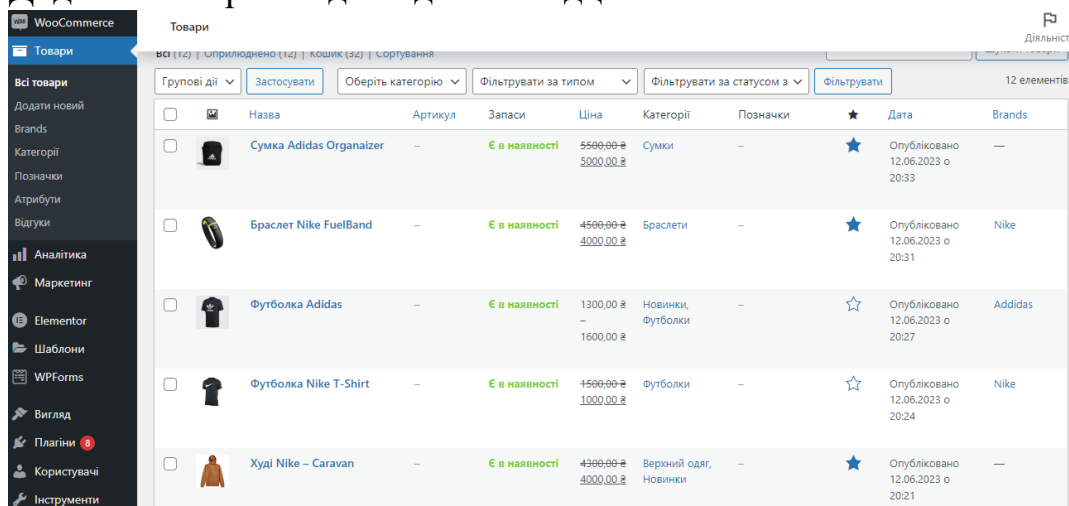 WooCommerce
Товари
Всі товари
Додати новий
Brands
Категорії
Позначки
Атрибути
Відгуки
Аналітика
Маркетинг
Elementor
Шаблони
WPForms
Вигляд
Плагіни 8
Користувачі
Інструменти
Товари
Діяльніст
Всі (12) | Оприлюднено (12) | Кошик (32) | Сортування
Групові дії Застосувати Оберіть категорію Фільтрувати за типом Фільтрувати за статусом з Фільтрувати 12 елементів
Назва Артикул Запаси Ціна Категорії Позначки Дата Brands
Сумка Adidas Organaizer – Є в наявності 5500,00 ₴ Сумки – Опубліковано —
5000,00 ₴ 12.06.2023 о
20:33
Браслет Nike FuelBand – Є в наявності 4500,00 ₴ Браслети – Опубліковано Nike
4000,00 ₴ 12.06.2023 о
20:31
Футболка Adidas – Є в наявності 1300,00 ₴ Новинки, – Опубліковано Addidas
– Футболки 12.06.2023 о
1600,00 ₴ 20:27
Футболка Nike T-Shirt – Є в наявності 1500,00 ₴ Футболки – Опубліковано Nike
1000,00 ₴ 12.06.2023 о
20:24
Худі Nike – Caravan – Є в наявності 4300,00 ₴ Верхний одяг, – Опубліковано —
4000,00 ₴ Новинки 12.06.2023 о
20:21